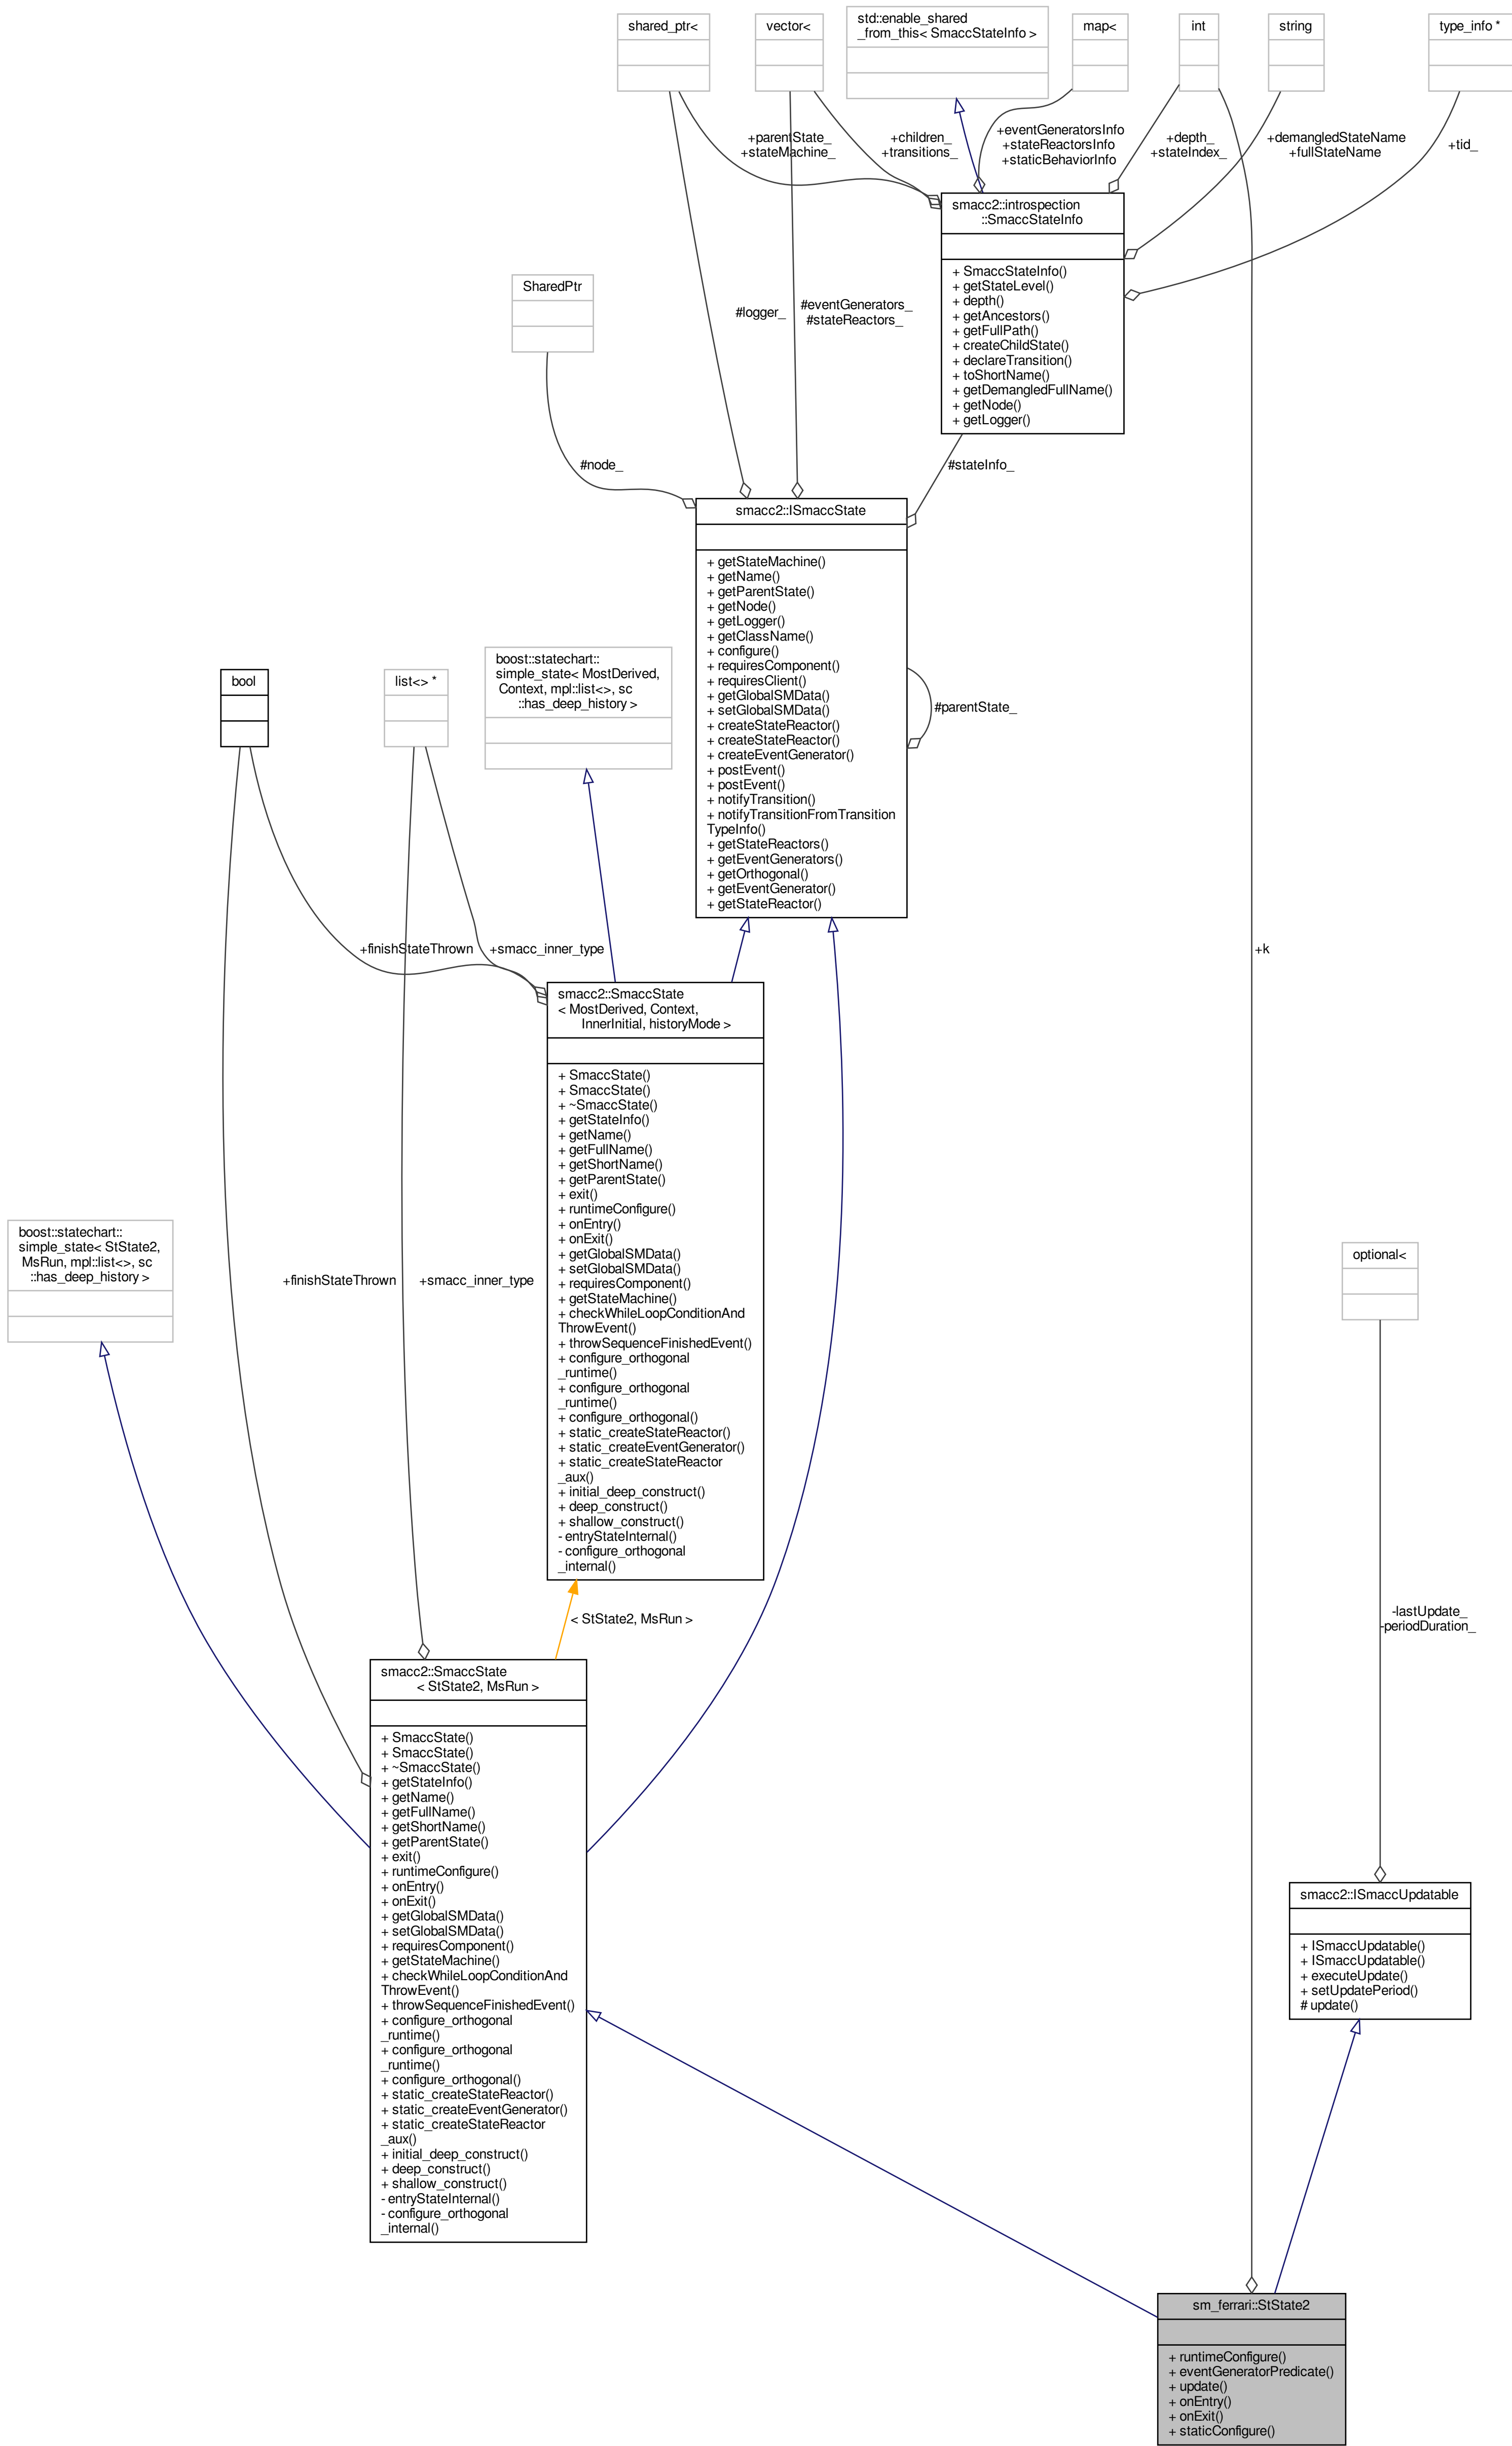 shared_ptr<
vector<
std::enable_shared
_from_this< SmaccStateInfo >
map<
int
string
type_info *
+parentState_
+stateMachine_
+children_
+transitions_
+eventGeneratorsInfo
+stateReactorsInfo
+staticBehaviorInfo
+depth_
+stateIndex_
+demangledStateName
+fullStateName
+tid_
smacc2::introspection
::SmaccStateInfo
+ SmaccStateInfo()
+ getStateLevel()
+ depth()
+ getAncestors()
+ getFullPath()
+ createChildState()
+ declareTransition()
+ toShortName()
+ getDemangledFullName()
+ getNode()
+ getLogger()
SharedPtr
#logger_
#eventGenerators_
#stateReactors_
#node_
#stateInfo_
smacc2::ISmaccState
+ getStateMachine()
+ getName()
+ getParentState()
+ getNode()
+ getLogger()
+ getClassName()
+ configure()
+ requiresComponent()
+ requiresClient()
+ getGlobalSMData()
+ setGlobalSMData()
+ createStateReactor()
+ createStateReactor()
+ createEventGenerator()
+ postEvent()
+ postEvent()
+ notifyTransition()
+ notifyTransitionFromTransition
TypeInfo()
+ getStateReactors()
+ getEventGenerators()
+ getOrthogonal()
+ getEventGenerator()
+ getStateReactor()
#parentState_
bool
list<> *
boost::statechart::
simple_state< MostDerived,
Context, mpl::list<>, sc
::has_deep_history >
+finishStateThrown
+smacc_inner_type
+k
smacc2::SmaccState
< MostDerived, Context,
InnerInitial, historyMode >
+ SmaccState()
+ SmaccState()
+ ~SmaccState()
+ getStateInfo()
+ getName()
+ getFullName()
+ getShortName()
+ getParentState()
+ exit()
+ runtimeConfigure()
+ onEntry()
+ onExit()
+ getGlobalSMData()
+ setGlobalSMData()
+ requiresComponent()
+ getStateMachine()
+ checkWhileLoopConditionAnd
ThrowEvent()
+ throwSequenceFinishedEvent()
+ configure_orthogonal
_runtime()
+ configure_orthogonal
_runtime()
+ configure_orthogonal()
+ static_createStateReactor()
+ static_createEventGenerator()
+ static_createStateReactor
_aux()
+ initial_deep_construct()
+ deep_construct()
+ shallow_construct()
- entryStateInternal()
- configure_orthogonal
_internal()
boost::statechart::
simple_state< StState2,
MsRun, mpl::list<>, sc
::has_deep_history >
+finishStateThrown
+smacc_inner_type
optional<
< StState2, MsRun >
-lastUpdate_
-periodDuration_
smacc2::SmaccState
< StState2, MsRun >
+ SmaccState()
+ SmaccState()
+ ~SmaccState()
+ getStateInfo()
+ getName()
+ getFullName()
+ getShortName()
+ getParentState()
+ exit()
+ runtimeConfigure()
+ onEntry()
+ onExit()
+ getGlobalSMData()
+ setGlobalSMData()
+ requiresComponent()
+ getStateMachine()
+ checkWhileLoopConditionAnd
ThrowEvent()
+ throwSequenceFinishedEvent()
+ configure_orthogonal
_runtime()
+ configure_orthogonal
_runtime()
+ configure_orthogonal()
+ static_createStateReactor()
+ static_createEventGenerator()
+ static_createStateReactor
_aux()
+ initial_deep_construct()
+ deep_construct()
+ shallow_construct()
- entryStateInternal()
- configure_orthogonal
_internal()
smacc2::ISmaccUpdatable
+ ISmaccUpdatable()
+ ISmaccUpdatable()
+ executeUpdate()
+ setUpdatePeriod()
# update()
sm_ferrari::StState2
+ runtimeConfigure()
+ eventGeneratorPredicate()
+ update()
+ onEntry()
+ onExit()
+ staticConfigure()